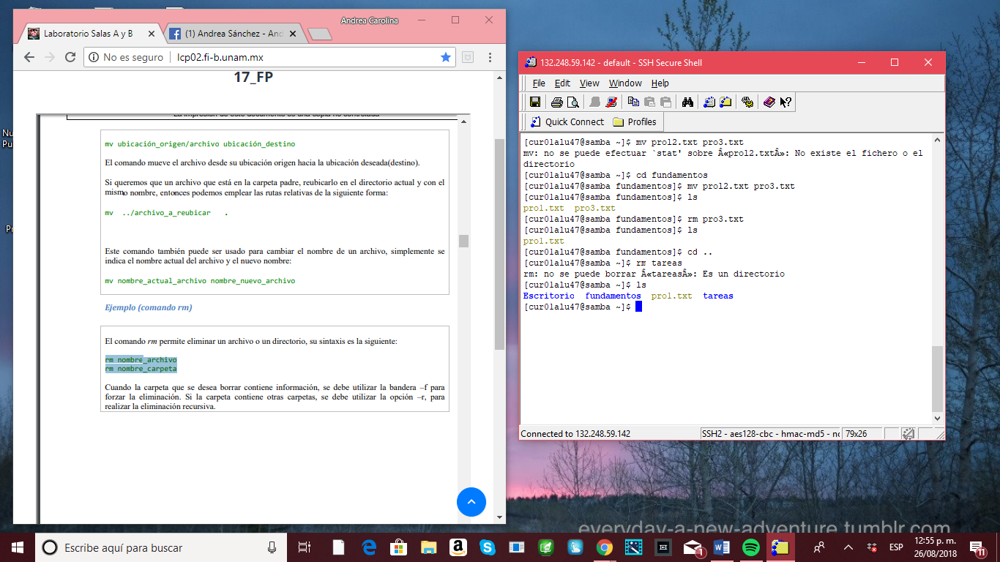 Andrea Carolina
Laboratorio Salas A y B
(1) Andrea Sánchez - And
No es seguro | lcp02.fi-b.unam.mx
17_FP
La impresión de este documento es una copia no controlada
mv ubicación_origen/archivo ubicación_destino
El comando mueve el archivo desde su ubicación origen hacia la ubicación deseada(destino).
Si queremos que un archivo que está en la carpeta padre, reubicarlo en el directorio actual y con el
mismo nombre, entonces podemos emplear las rutas relativas de la siguiente forma:
mv ../archivo_a_reubicar .
Este comando también puede ser usado para cambiar el nombre de un archivo, simplemente se
indica el nombre actual del archivo y el nuevo nombre:
mv nombre_actual_archivo nombre_nuevo_archivo
Ejemplo (comando rm)
El comando rm permite eliminar un archivo o un directorio, su sintaxis es la siguiente:
rm nombre_archivo
rm nombre_carpeta
Cuando la carpeta que se desea borrar contiene información, se debe utilizar la bandera –f para
forzar la eliminación. Si la carpeta contiene otras carpetas, se debe utilizar la opción –r, para
realizar la eliminación recursiva.
132.248.59.142 - default - SSH Secure Shell
File Edit View Window Help
Quick Connect Profiles
[cur01alu47@samba ~]$ mv prol2.txt pro3.txt
mv: no se puede efectuar `stat' sobre Â«prol2.txtÂ»: No existe el fichero o el
directorio
[cur01alu47@samba ~]$ cd fundamentos
[cur01alu47@samba fundamentos]$ mv prol2.txt pro3.txt
[cur01alu47@samba fundamentos]$ ls
prol.txt pro3.txt
[cur01alu47@samba fundamentos]$ rm pro3.txt
[cur01alu47@samba fundamentos]$ ls
prol.txt
[cur01alu47@samba fundamentos]$ cd ..
[cur01alu47@samba ~]$ rm tareas
rm: no se puede borrar Â«tareasÂ»: Es un directorio
[cur01alu47@samba ~]$ ls
Escritorio fundamentos prol.txt tareas
[cur01alu47@samba ~]$
Connected to 132.248.59.142
SSH2 - aes128-cbc - hmac-md5 - no
79x26
Nu
Pu
Pr
everyday-a-new-adventure.tumblr.com
Escribe aquí para buscar
1
ESP
12:55 p. m.
26/08/2018
11